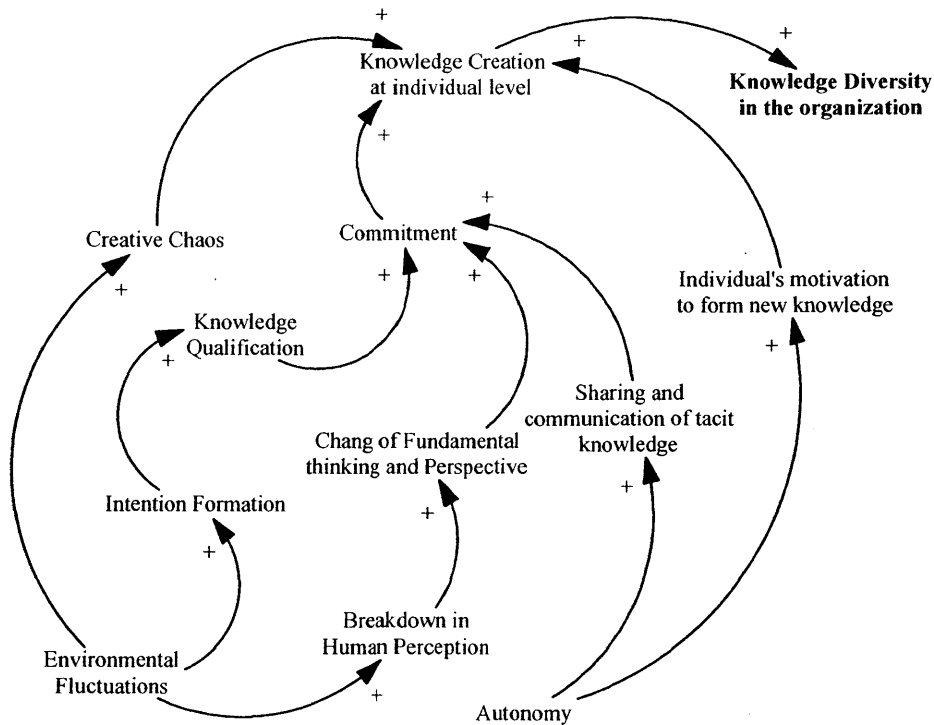 +
+
+
Knowledge Creation
at individual level
Knowledge Diversity
in the organization
+
+
Creative Chaos
Commitment
+
+
+
Individual's motivation
to form new knowledge
Knowledge
Qualification
+
+
Sharing and
communication of tacit
knowledge
Chang of Fundamental
thinking and Perspective
+
Intention Formation
+
+
Breakdown in
Human Perception
Environmental
Fluctuations
+
Autonomy